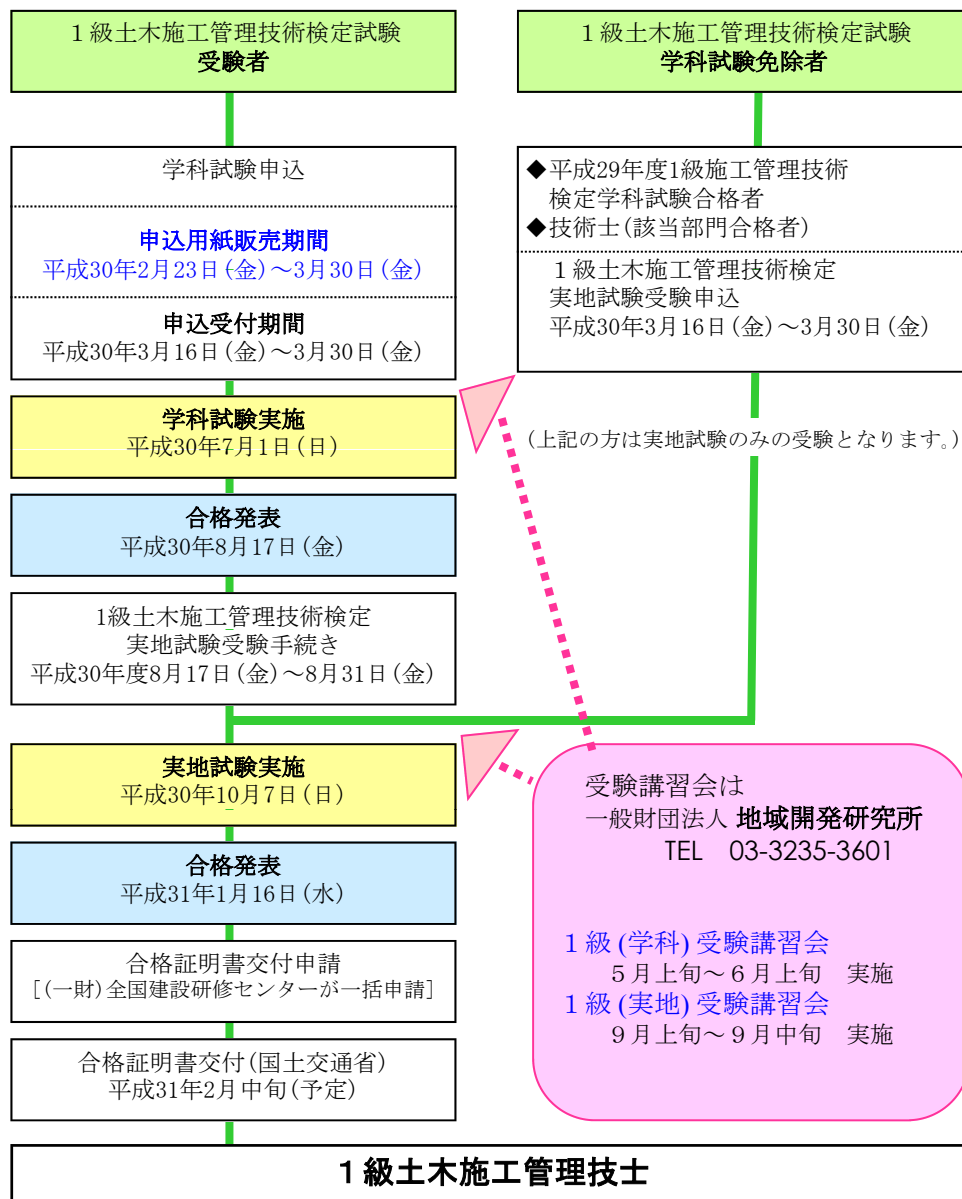 １級土木施工管理技術検定試験
受験者
学科試験申込
申込用紙販売期間
平成30年2月23日(金)～3月30日(金)
申込受付期間
平成30年3月16日(金)～3月30日(金)
学科試験実施
平成30年7月1日(日)
合格発表
平成30年8月17日(金)
1級土木施工管理技術検定
実地試験受験手続き
平成30年度8月17日(金)～8月31日(金)
実地試験実施
平成30年10月7日(日)
合格発表
平成31年1月16日(水)
合格証明書交付申請
[(一財)全国建設研修センターが一括申請]
合格証明書交付(国土交通省)
平成31年2月中旬(予定)
１級土木施工管理技術検定試験
学科試験免除者
◆平成29年度1級施工管理技術
検定学科試験合格者
◆技術士(該当部門合格者)
１級土木施工管理技術検定
実地試験受験申込
平成30年3月16日(金)～3月30日(金)
(上記の方は実地試験のみの受験となります。)
受験講習会は
一般財団法人 地域開発研究所
TEL　03-3235-3601
１級(学科)受験講習会
５月上旬～６月上旬　実施
１級(実地)受験講習会
９月上旬～９月中旬　実施
１級土木施工管理技士